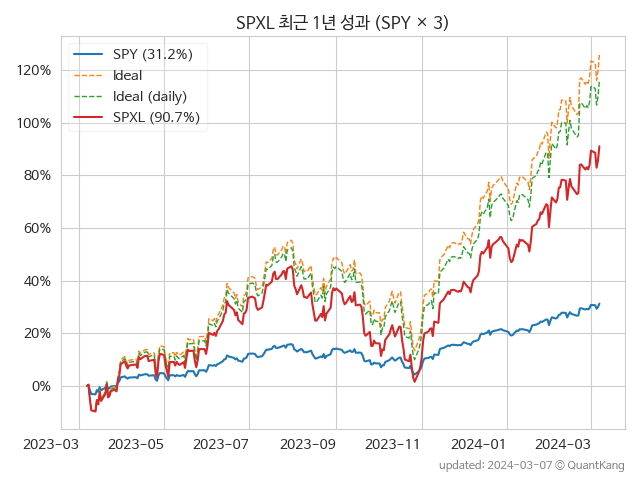 SPXL 최근 1년 성과 (SPY × 3)
SPY (31.2%)
Ideal
Ideal (daily)
SPXL (90.7%)
120%
100%
80%
60%
40%
20%
0%
2023-03 2023-05 2023-07 2023-09 2023-11 2024-01 2024-03
updated: 2024-03-07 © QuantKang